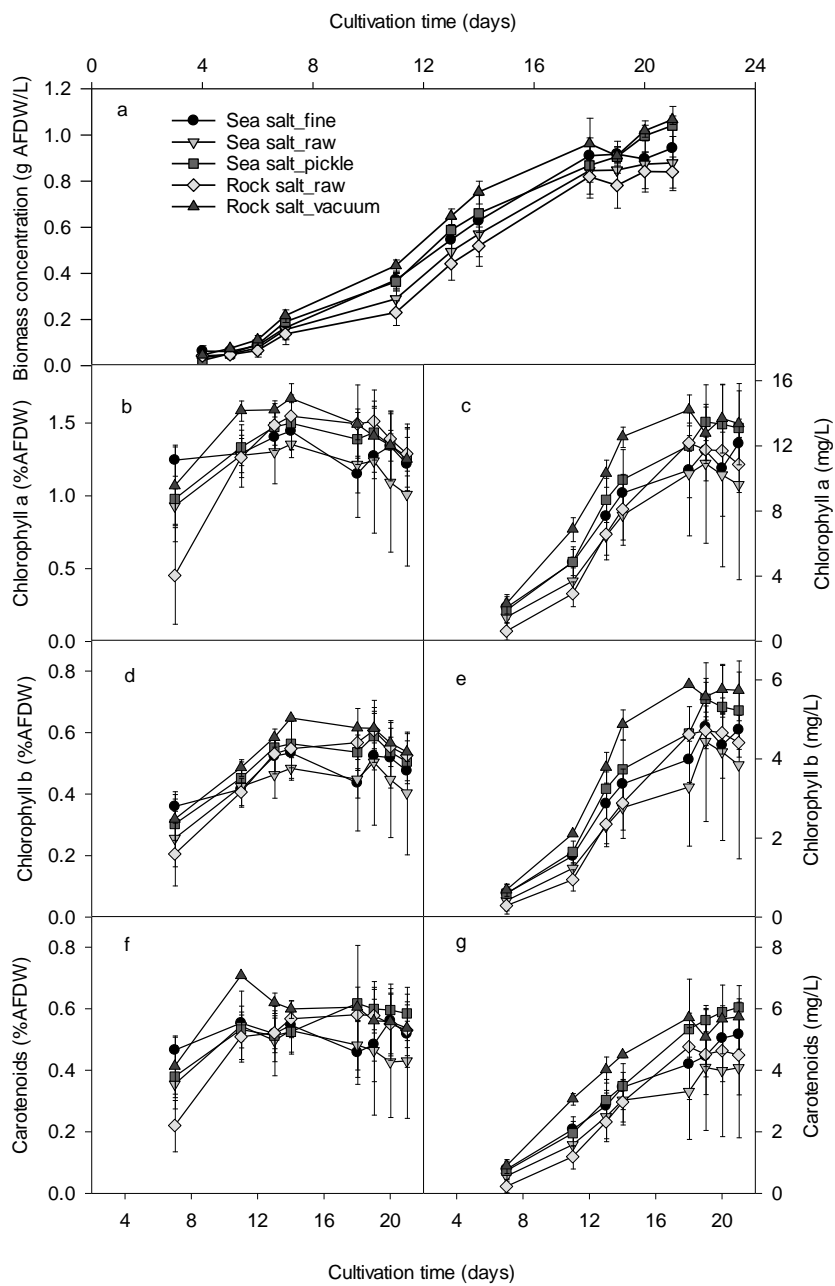 Cultivation time (days)
0 4 8 12 16 20 24
a
Sea salt_fine
Sea salt_raw
Sea salt_pickle
Rock salt_raw
Rock salt_vacuum
Biomass concentration (g AFDW/L)
1.2
1.0
0.8
0.6
0.4
0.2
0.0
b
Chlorophyll a (%AFDW)
1.5
1.0
0.5
0.0
c
16
12
8
4
0
Chlorophyll a (mg/L)
d
Chlorophyll b (%AFDW)
0.8
0.6
0.4
0.2
0.0
e
6
4
2
0
Chlorophyll b (mg/L)
f
Carotenoids (%AFDW)
0.8
0.6
0.4
0.2
0.0
g
8
6
4
2
0
Carotenoids (mg/L)
4 8 12 16 20 4 8 12 16 20
Cultivation time (days)